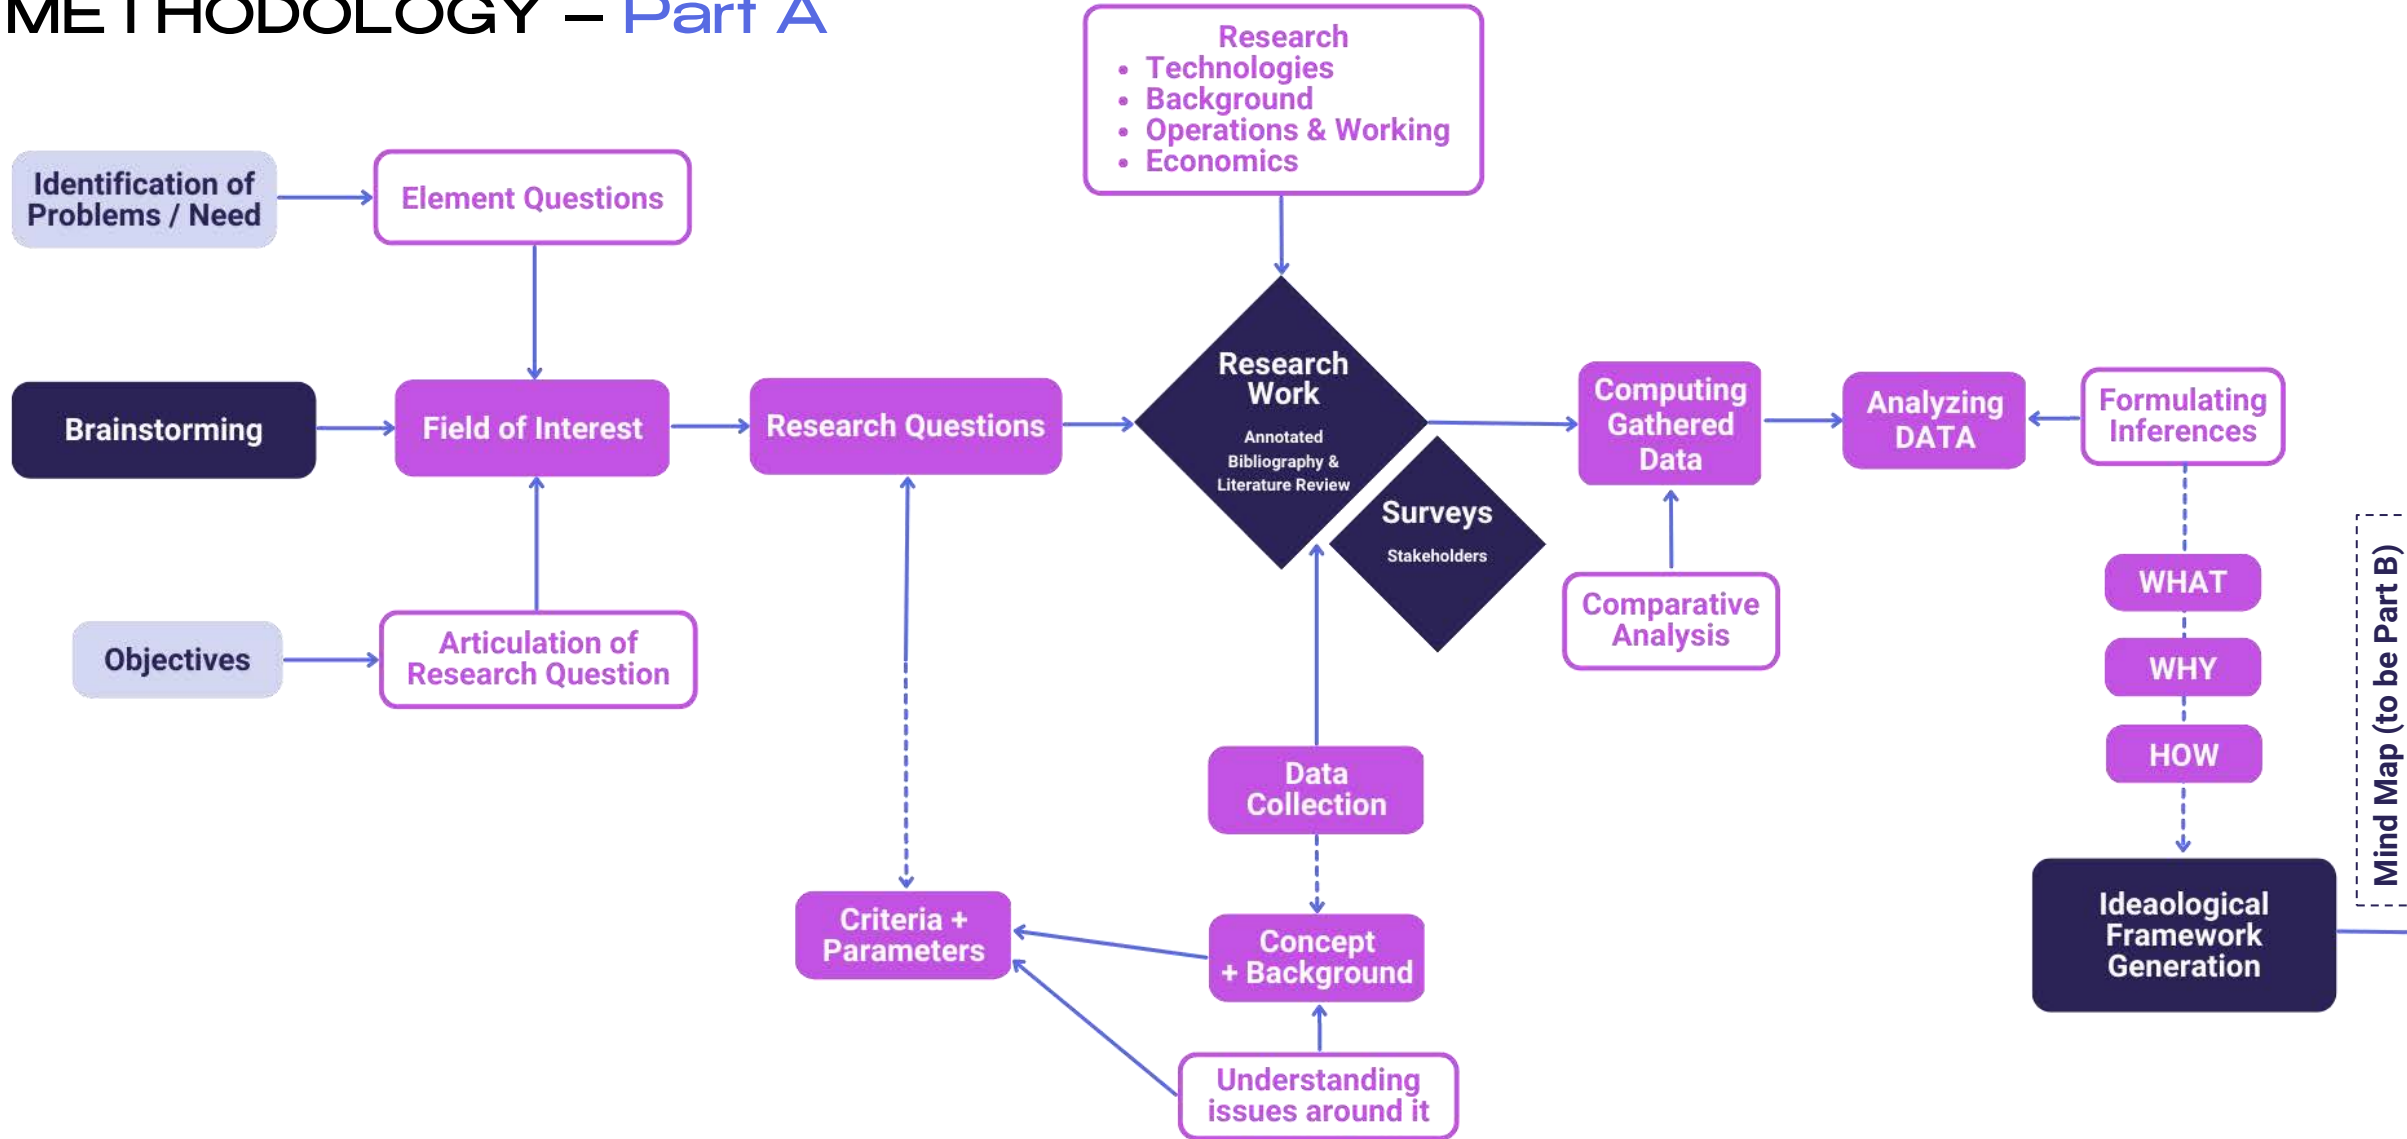 METHODOLOGY – Part A
Research
• Technologies
• Background
• Operations & Working
• Economics
Identification of
Problems / Need
Element Questions
Brainstorming
Field of Interest
Research Questions
Research
Work
Annotated
Bibliography &
Literature Review
Surveys
Stakeholders
Computing
Gathered
Data
Analyzing
DATA
Formulating
Inferences
Objectives
Articulation of
Research Question
Comparative
Analysis
WHAT
WHY
HOW
Mind Map (to be Part B)
Data
Collection
Criteria +
Parameters
Concept
+ Background
Ideaological
Framework
Generation
Understanding
issues around it